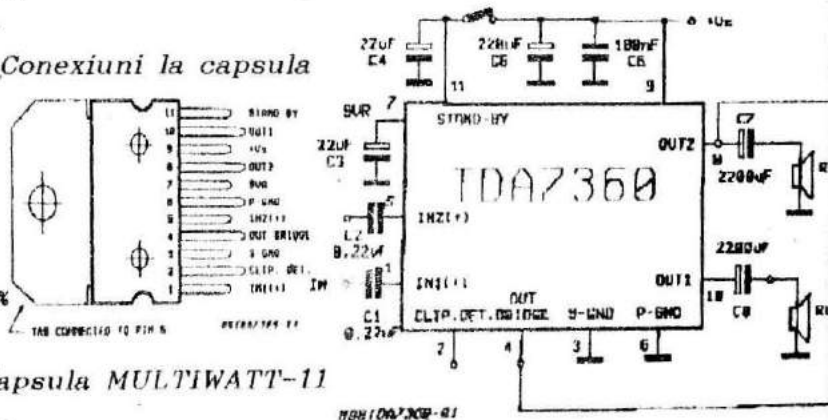 Conexiuni la capsula
11 STAND BY
10 OUT1
9 +Vs
8 OUT2
7 SVR
6 P-GND
5 IN2(+)
4 OUT BRIDGE
3 S GND
2 CLIP. DET.
1 IN1(+)
%
TAB CONNECTED TO PIN 6
apsula MULTIWATT-11
22uF
C4
220uF
100nF
C6
+Vs
11
9
SVR
7
22uF
C3
STAND-BY
TDA7360
OUT2
8
C7
2200uF
5
IN2(+)
C2
0.22uF
IN
1
IN1(+)
C1
0.22uF
OUT1
10
2200uF
C8
OUT
CLIP.DET.BRIDGE
S-GND
P-GND
2
4
3
6